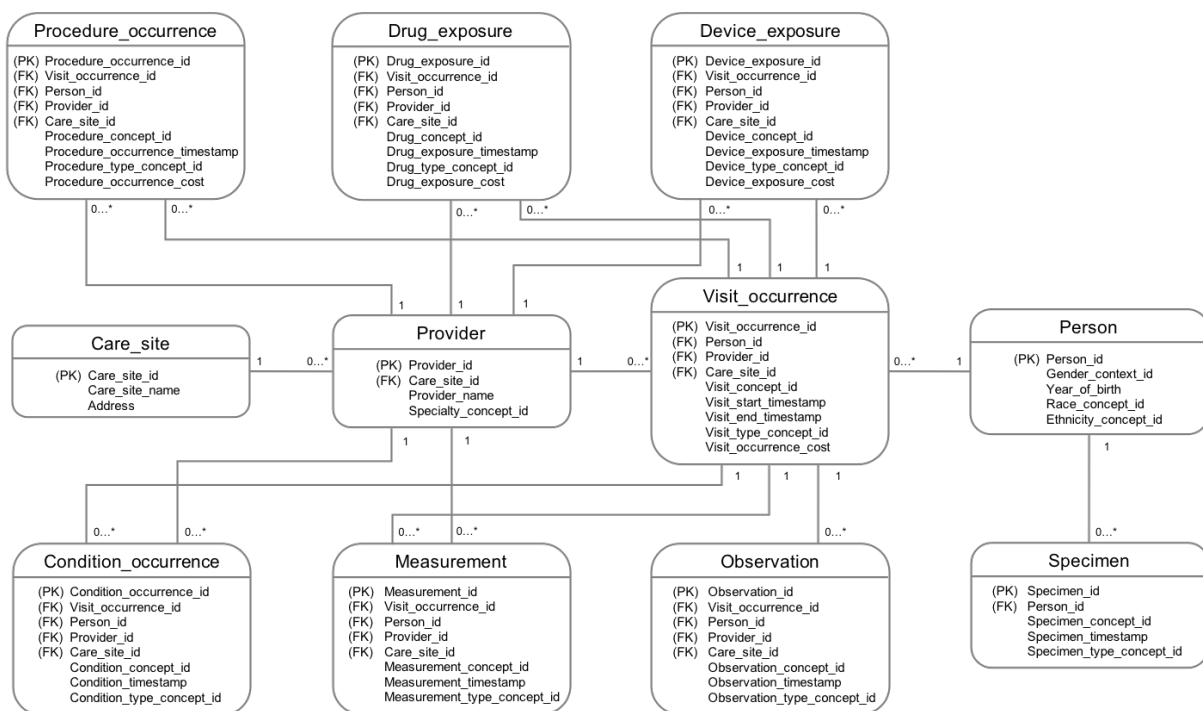 Procedure_occurrence
(PK) Procedure_occurrence_id
(FK) Visit_occurrence_id
(FK) Person_id
(FK) Provider_id
(FK) Care_site_id
Procedure_concept_id
Procedure_occurrence_timestamp
Procedure_type_concept_id
Procedure_occurrence_cost
Drug_exposure
(PK) Drug_exposure_id
(FK) Visit_occurrence_id
(FK) Person_id
(FK) Provider_id
(FK) Care_site_id
Drug_concept_id
Drug_exposure_timestamp
Drug_type_concept_id
Drug_exposure_cost
Device_exposure
(PK) Device_exposure_id
(FK) Visit_occurrence_id
(FK) Person_id
(FK) Provider_id
(FK) Care_site_id
Device_concept_id
Device_exposure_timestamp
Device_type_concept_id
Device_exposure_cost
0...*
0...*
0...*
0...*
0...*
0...*
1
1
1
1
1
1
Care_site
(PK) Care_site_id
Care_site_name
Address
1
0...*
Provider
(PK) Provider_id
(FK) Care_site_id
Provider_name
Specialty_concept_id
1
0...*
Visit_occurrence
(PK) Visit_occurrence_id
(FK) Person_id
(FK) Provider_id
(FK) Care_site_id
Visit_concept_id
Visit_start_timestamp
Visit_end_timestamp
Visit_type_concept_id
Visit_occurrence_cost
0...*
1
Person
(PK) Person_id
Gender_context_id
Year_of_birth
Race_concept_id
Ethnicity_concept_id
1
1
1
1
1
1
0...*
0...*
0...*
0...*
0...*
0...*
Condition_occurrence
(PK) Condition_occurrence_id
(FK) Visit_occurrence_id
(FK) Person_id
(FK) Provider_id
(FK) Care_site_id
Condition_concept_id
Condition_timestamp
Condition_type_concept_id
Measurement
(PK) Measurement_id
(FK) Visit_occurrence_id
(FK) Person_id
(FK) Provider_id
(FK) Care_site_id
Measurement_concept_id
Measurement_timestamp
Measurement_type_concept_id
Observation
(PK) Observation_id
(FK) Visit_occurrence_id
(FK) Person_id
(FK) Provider_id
(FK) Care_site_id
Observation_concept_id
Observation_timestamp
Observation_type_concept_id
Specimen
(PK) Specimen_id
(FK) Person_id
Specimen_concept_id
Specimen_timestamp
Specimen_type_concept_id